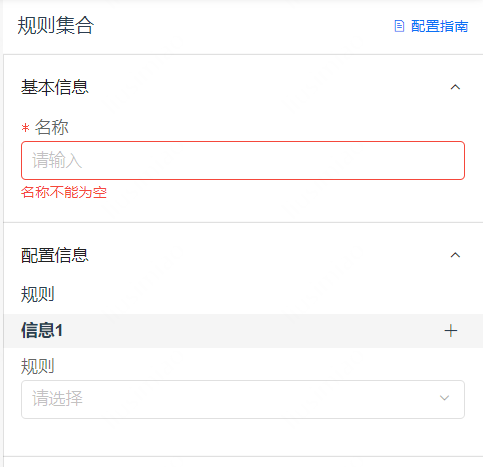 规则集合
配置指南
基本信息
* 名称
请输入
名称不能为空
配置信息
规则
信息1
规则
请选择